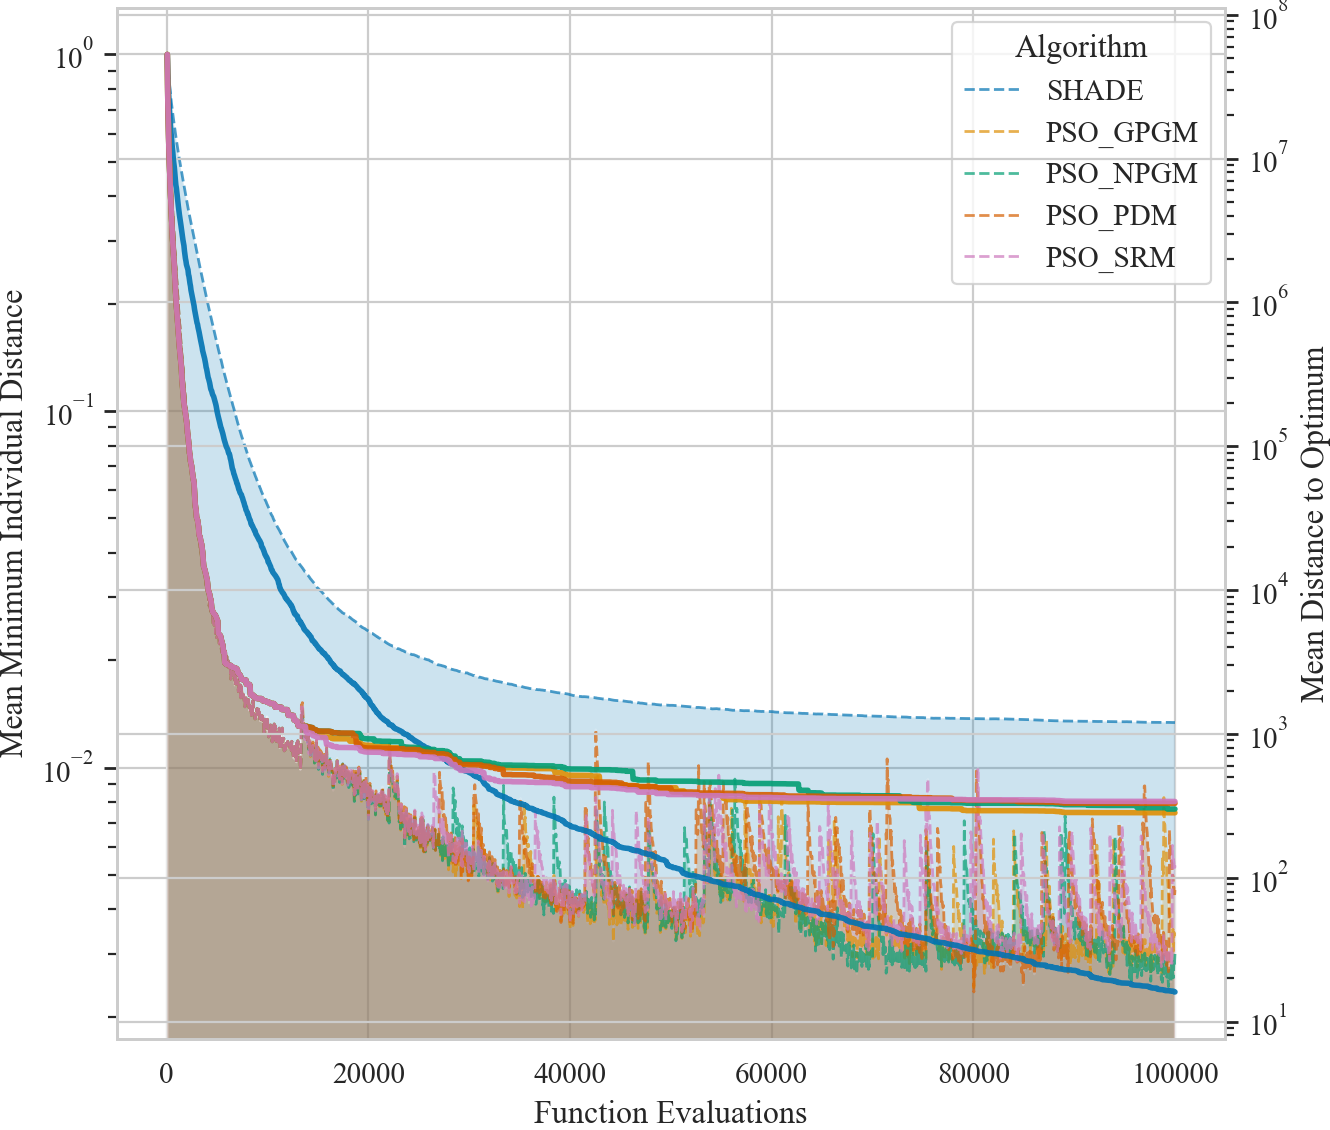 Algorithm
SHADE
PSO_GPGM
PSO_NPGM
PSO_PDM
PSO_SRM
Mean Minimum Individual Distance
10^0
10^−1
10^−2
Mean Distance to Optimum
10^8
10^7
10^6
10^5
10^4
10^3
10^2
10^1
0 20000 40000 60000 80000 100000
Function Evaluations